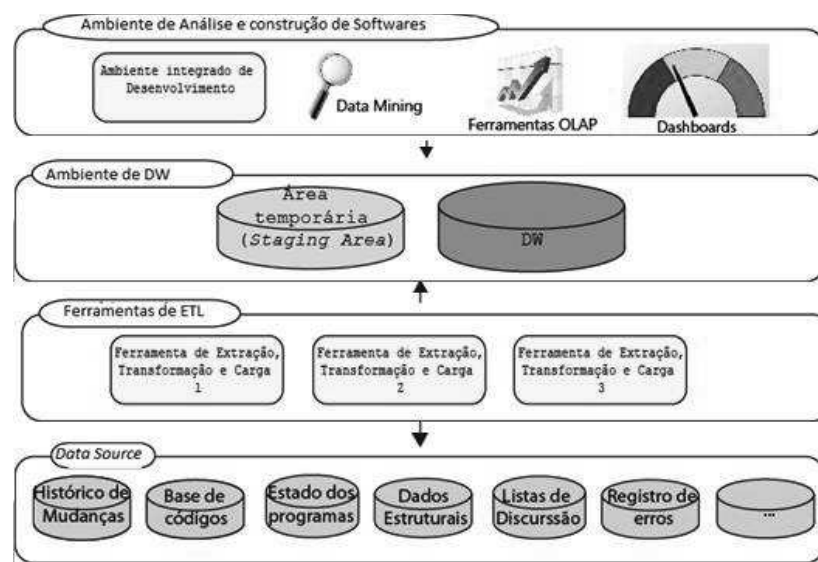 Ambiente de Análise e construção de Softwares
Ambiente integrado de
Desenvolvimento
Data Mining
Ferramentas OLAP
Dashboards
Ambiente de DW
Área
temporária
(Staging Area)
DW
Ferramentas de ETL
Ferramenta de Extração,
Transformação e Carga
1
Ferramenta de Extração,
Transformação e Carga
2
Ferramenta de Extração,
Transformação e Carga
3
Data Source
Histórico de
Mudanças
Base de
códigos
Estado dos
programas
Dados
Estruturais
Listas de
Discurssão
Registro de
erros
...